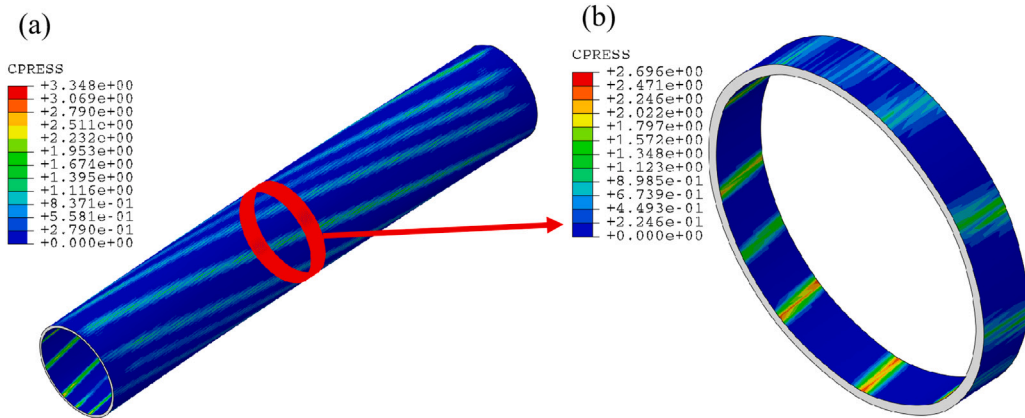 (a)
CPRESS
+3.348e+00
+3.069e+00
+2.790e+00
+2.511c+00
+2.232c+00
+1.953e+00
+1.674e+00
+1.395e+00
+1.116e+00
+8.371e-01
+5.581e-01
+2.790e-01
+0.000e+00
(b)
CPRESS
+2.696e+00
+2.471e+00
+2.246e+00
+2.022e+00
+1.797e+00
+1.572e+00
+1.348e+00
+1.123e+00
+8.985e-01
+6.739e-01
+4.493e-01
+2.246e-01
+0.000e+00